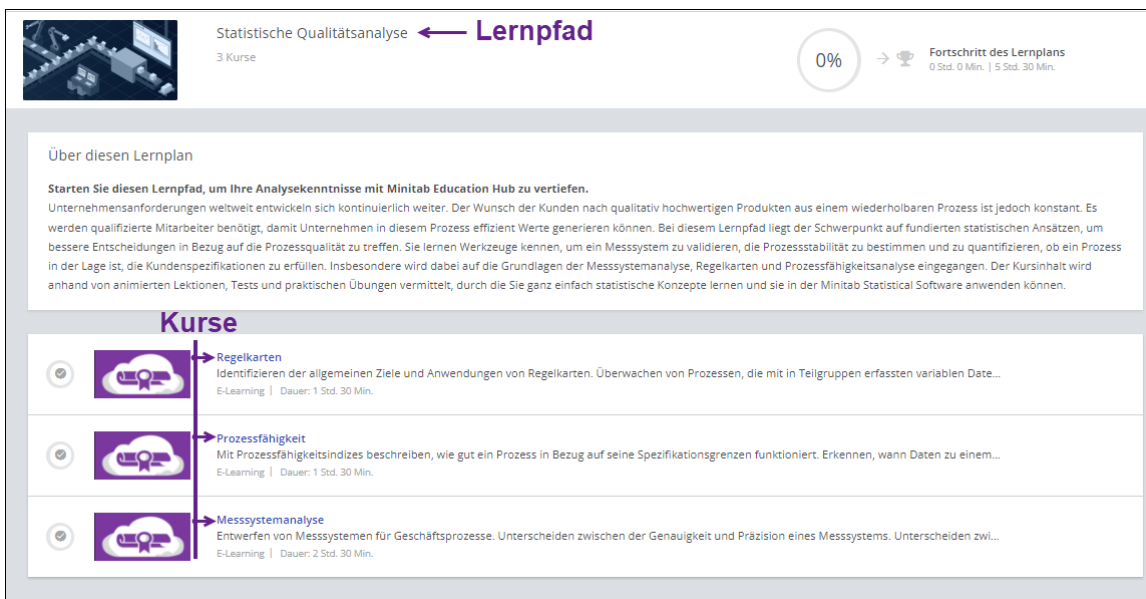 Statistische Qualitätsanalyse
Lernpfad
3 Kurse
0%
Fortschritt des Lernplans
0 Std. 0 Min. | 5 Std. 30 Min.
Über diesen Lernplan
Starten Sie diesen Lernpfad, um Ihre Analysekenntnisse mit Minitab Education Hub zu vertiefen.
Unternehmensanforderungen weltweit entwickeln sich kontinuierlich weiter. Der Wunsch der Kunden nach qualitativ hochwertigen Produkten aus einem wiederholbaren Prozess ist jedoch konstant. Es
werden qualifizierte Mitarbeiter benötigt, damit Unternehmen in diesem Prozess effizient Werte generieren können. Bei diesem Lernpfad liegt der Schwerpunkt auf fundierten statistischen Ansätzen, um
bessere Entscheidungen in Bezug auf die Prozessqualität zu treffen. Sie lernen Werkzeuge kennen, um ein Messsystem zu validieren, die Prozessstabilität zu bestimmen und zu quantifizieren, ob ein Prozess
in der Lage ist, die Kundenspezifikationen zu erfüllen. Insbesondere wird dabei auf die Grundlagen der Messsystemanalyse, Regelkarten und Prozessfähigkeitsanalyse eingegangen. Der Kursinhalt wird
anhand von animierten Lektionen, Tests und praktischen Übungen vermittelt, durch die Sie ganz einfach statistische Konzepte lernen und sie in der Minitab Statistical Software anwenden können.
Kurse
Regelkarten
Identifizieren der allgemeinen Ziele und Anwendungen von Regelkarten. Überwachen von Prozessen, die mit in Teilgruppen erfassten variablen Date...
E-Learning | Dauer: 1 Std. 30 Min.
Prozessfähigkeit
Mit Prozessfähigkeitsindizes beschreiben, wie gut ein Prozess in Bezug auf seine Spezifikationsgrenzen funktioniert. Erkennen, wann Daten zu einem...
E-Learning | Dauer: 1 Std. 30 Min.
Messsystemanalyse
Entwerfen von Messsystemen für Geschäftsprozesse. Unterscheiden zwischen der Genauigkeit und Präzision eines Messsystems. Unterscheiden zwi...
E-Learning | Dauer: 2 Std. 30 Min.